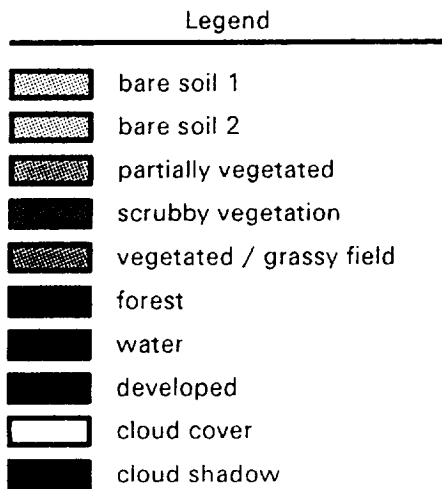 Legend
bare soil 1
bare soil 2
partially vegetated
scrubby vegetation
vegetated / grassy field
forest
water
developed
cloud cover
cloud shadow